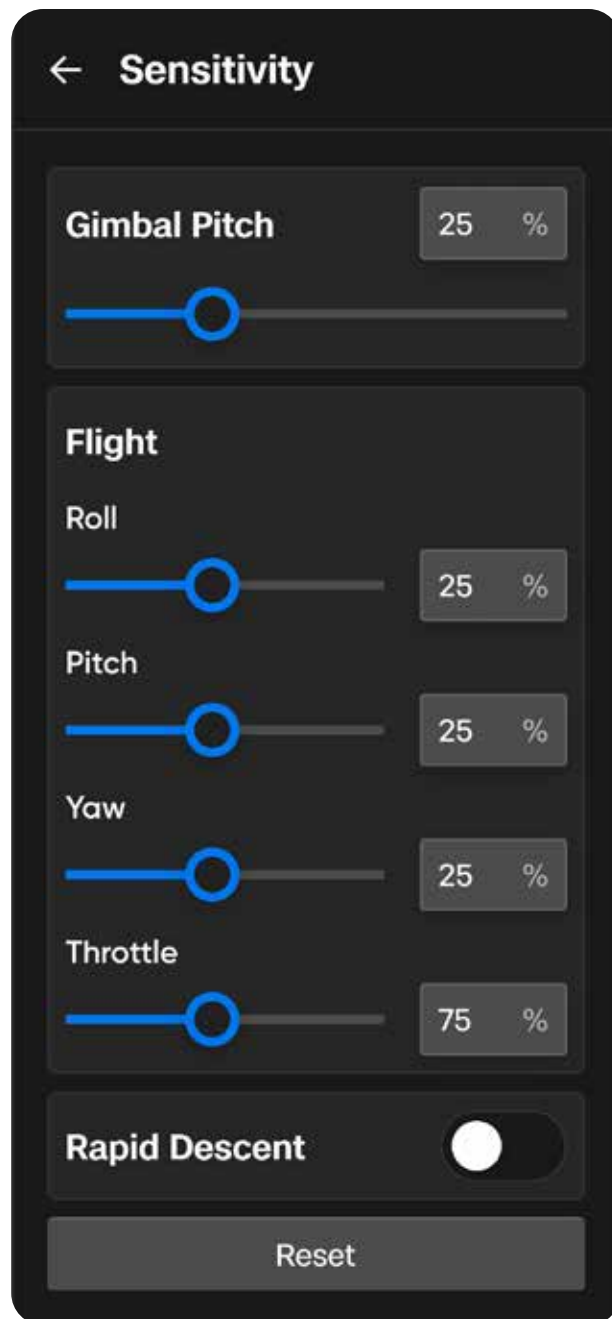 Sensitivity
Gimbal Pitch 25 %
Flight
Roll
25 %
Pitch
25 %
Yaw
25 %
Throttle
75 %
Rapid Descent
Reset